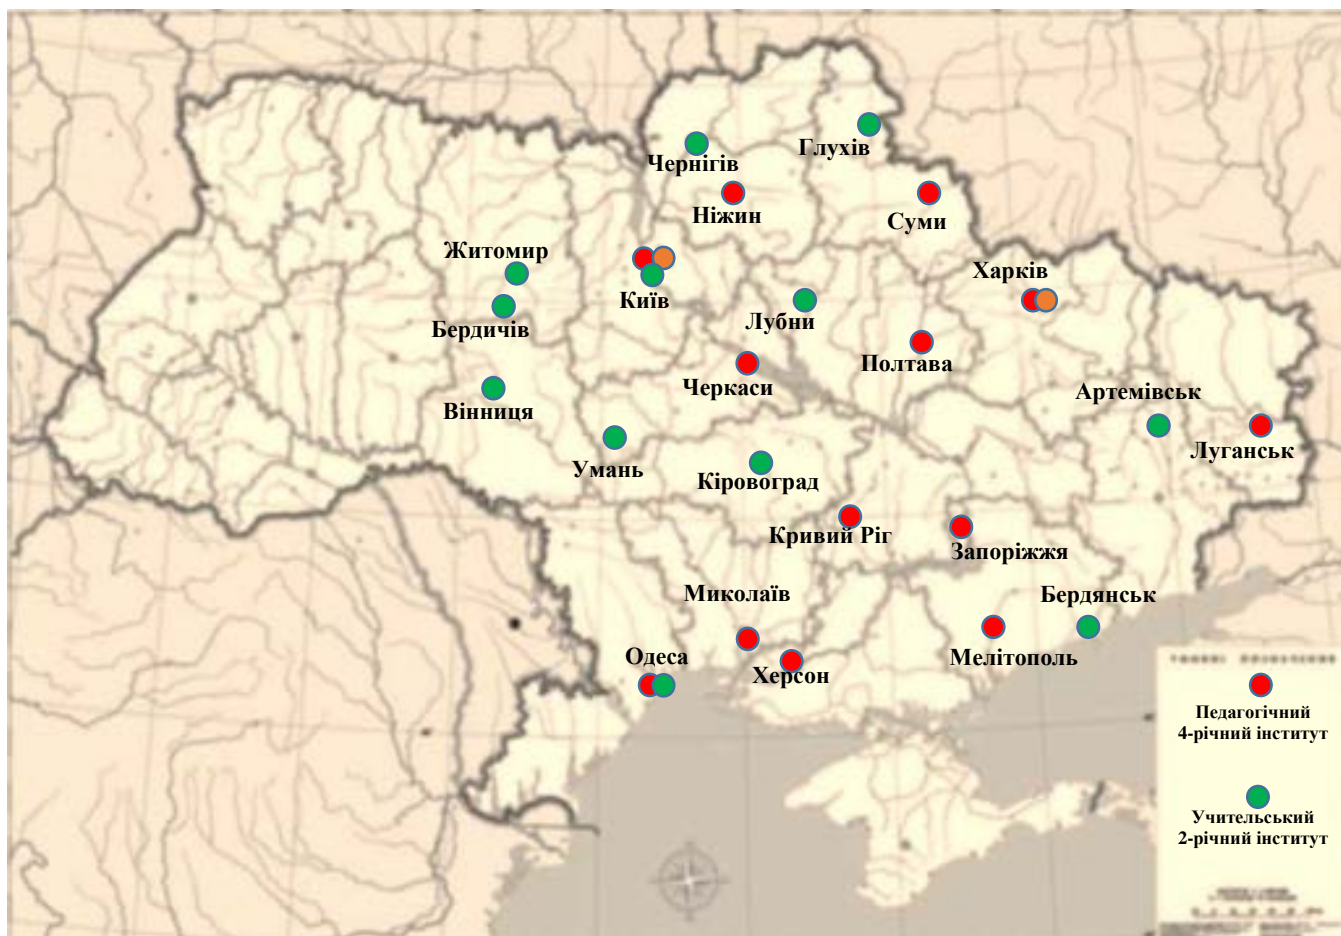 Глухів
Чернігів
Ніжин
Суми
Житомир
Харків
Київ
Бердичів
Лубни
Полтава
Черкаси
Артемівськ
Вінниця
Луганськ
Умань
Кіровоград
Кривий Ріг
Запоріжжя
Миколаїв
Бердянськ
Одеса
Мелітополь
Херсон
Педагогічний
4-річний інститут
Учительський
2-річний інститут